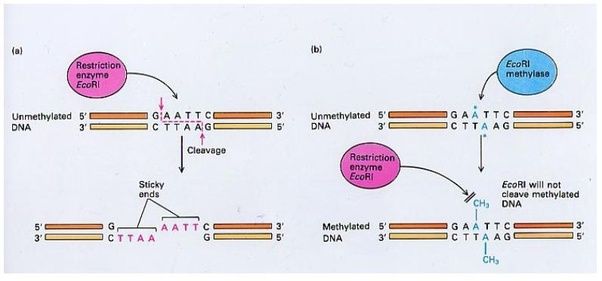 (a)
Restriction
enzyme
EcoRI
Unmethylated
DNA
5' G A A T T C 3'
3' C T T A A G 5'
Cleavage
Sticky
ends
5' G A A T T C 3'
3' C T T A A G 5'
(b)
EcoRI
methylase
Unmethylated
DNA
5' G A A T T C 3'
3' C T T A A G 5'
Restriction
enzyme
EcoRI
EcoRI will not
cleave methylated
DNA
CH₃
Methylated
DNA
5' G A A T T C 3'
3' C T T A A G 5'
CH₃